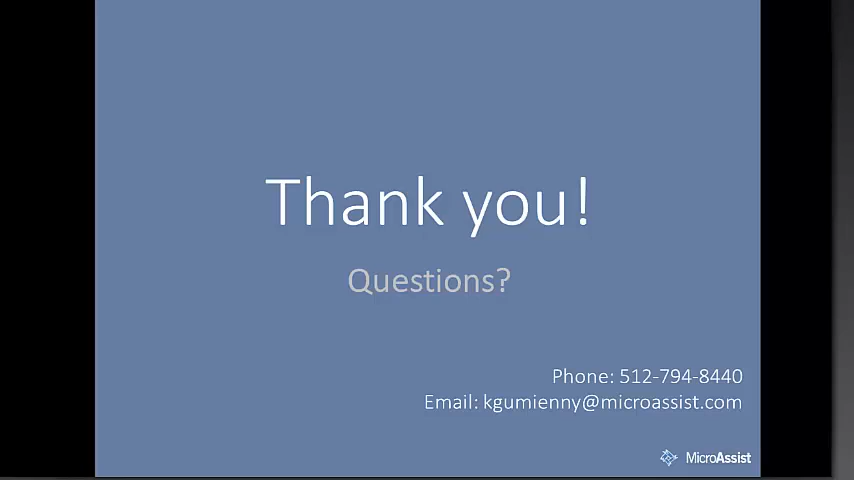 Thank you!
Questions?
Phone: 512-794-8440
Email: kgumienny@microassist.com
MicroAssist